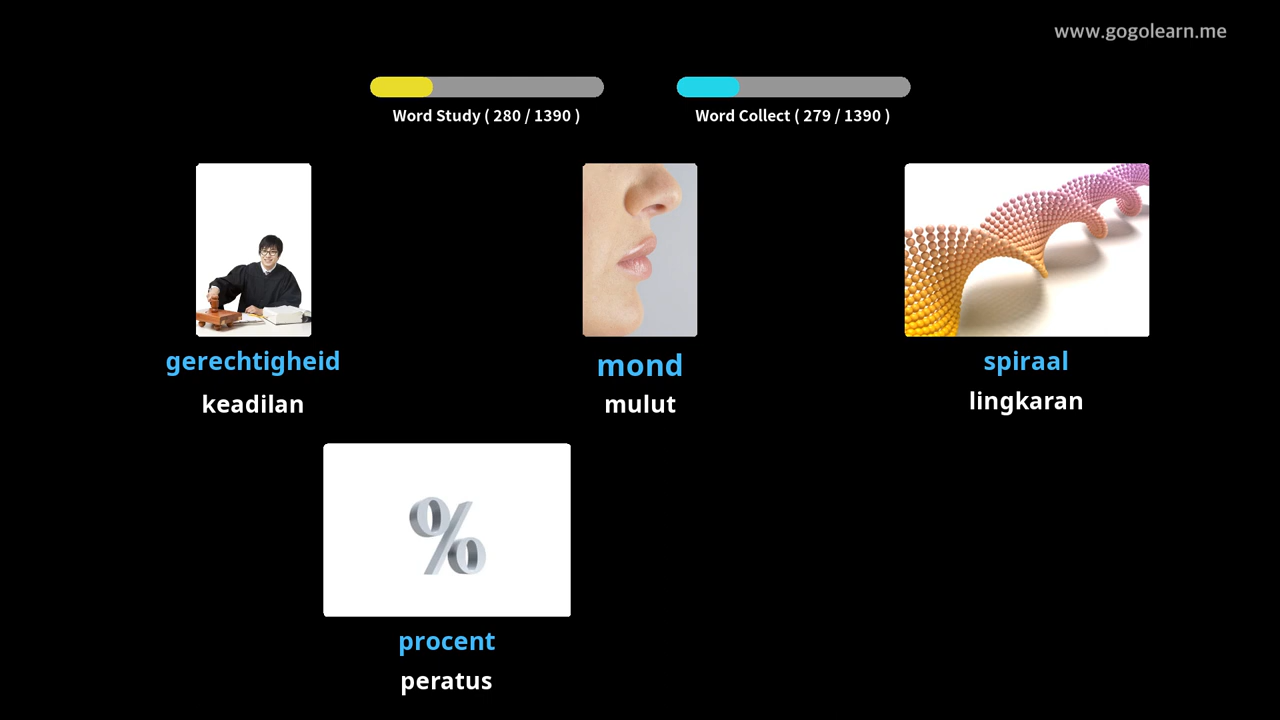 www.gogolearn.me
Word Study ( 280 / 1390 )
Word Collect ( 279 / 1390 )
gerechtigheid
mond
spiraal
keadilan
mulut
lingkaran
%
procent
peratus